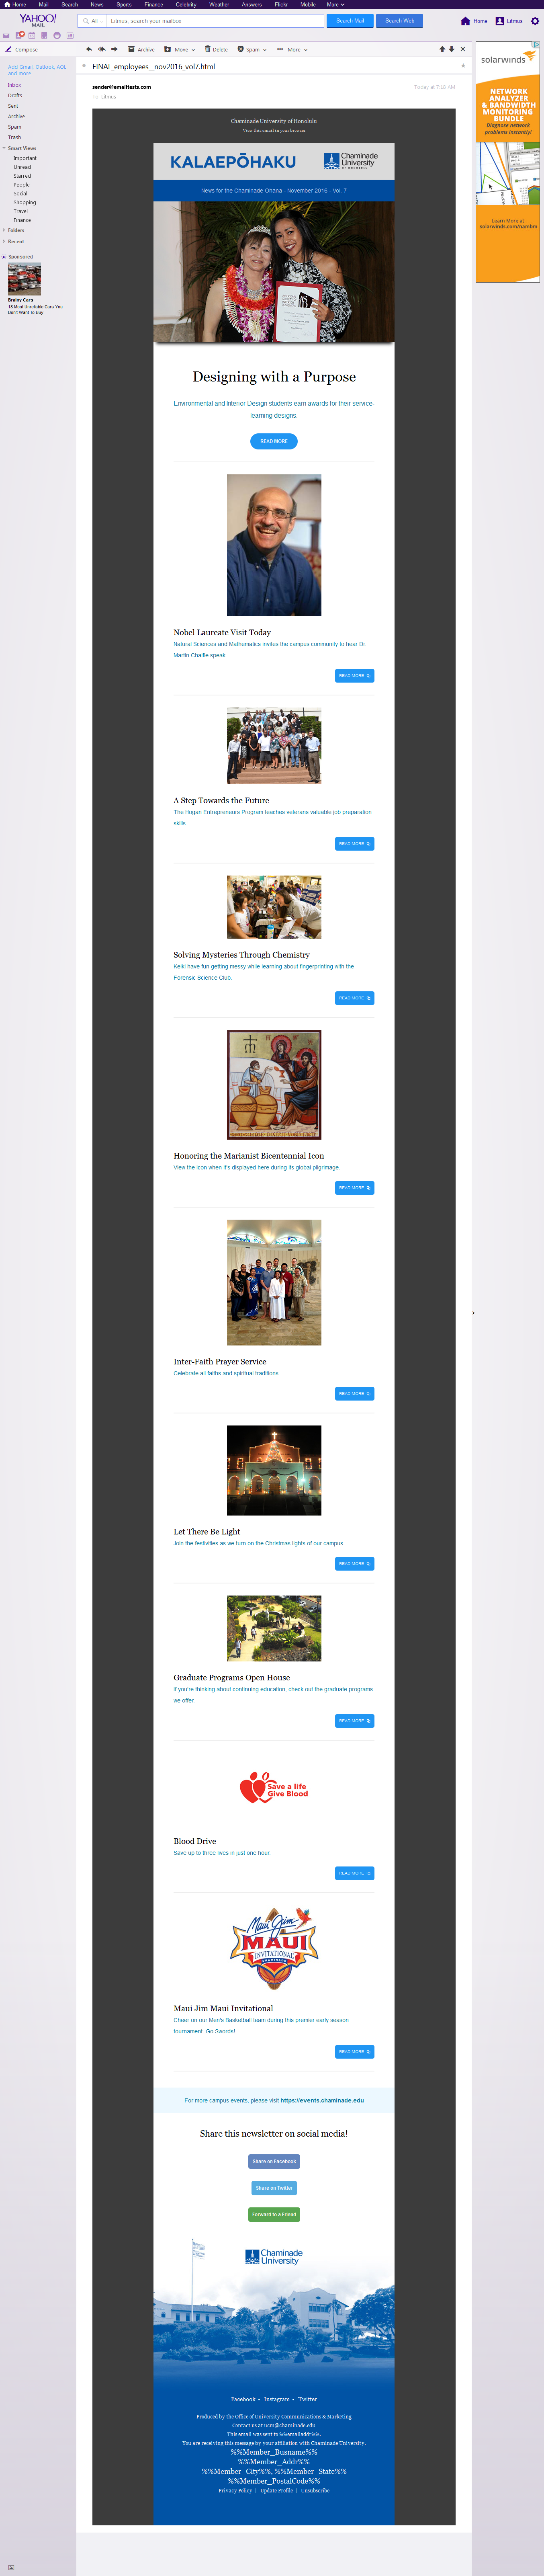 Home Mail Search News Sports Finance Celebrity Weather Answers Flickr Mobile More
YAHOO! MAIL
All
Litmus, search your mailbox
Search Mail
Search Web
Home
Litmus
Compose
Archive Move Delete Spam More
Add Gmail, Outlook, AOL
and more
Inbox
Drafts
Sent
Archive
Spam
Trash
Smart Views
Important
Unread
Starred
People
Social
Shopping
Travel
Finance
Folders
Recent
Sponsored
Brainy Cars
15 Most Unreliable Cars You
Don't Want To Buy
FINAL_employees__nov2016_vol7.html
sender@emailtests.com
Today at 7:18 AM
To Litmus
Chaminade University of Honolulu
View this email in your browser
KALAEPŌHAKU
Chaminade
University
OF HONOLULU
News for the Chaminade Ohana - November 2016 - Vol. 7
Designing with a Purpose
Environmental and Interior Design students earn awards for their service-
learning designs.
READ MORE
Nobel Laureate Visit Today
Natural Sciences and Mathematics invites the campus community to hear Dr.
Martin Chalfie speak.
READ MORE
A Step Towards the Future
The Hogan Entrepreneurs Program teaches veterans valuable job preparation
skills.
READ MORE
Solving Mysteries Through Chemistry
Keiki have fun getting messy while learning about fingerprinting with the
Forensic Science Club.
READ MORE
Honoring the Marianist Bicentennial Icon
View the icon when it's displayed here during its global pilgrimage.
READ MORE
Inter-Faith Prayer Service
Celebrate all faiths and spiritual traditions.
READ MORE
Let There Be Light
Join the festivities as we turn on the Christmas lights of our campus.
READ MORE
Graduate Programs Open House
If you're thinking about continuing education, check out the graduate programs
we offer.
READ MORE
Save a life
Give Blood
Blood Drive
Save up to three lives in just one hour.
READ MORE
Maui Jim
MAUI
INVITATIONAL
Maui Jim Maui Invitational
Cheer on our Men's Basketball team during this premier early season
tournament. Go Swords!
READ MORE
For more campus events, please visit https://events.chaminade.edu
Share this newsletter on social media!
Share on Facebook
Share on Twitter
Forward to a Friend
Chaminade
University
Facebook • Instagram • Twitter
Produced by the Office of University Communications & Marketing
Contact us at ucm@chaminade.edu
This email was sent to %%emailaddr%%.
You are receiving this message by your affiliation with Chaminade University.
%%Member_Busname%%
%%Member_Addr%%
%%Member_City%%, %%Member_State%%
%%Member_PostalCode%%
Privacy Policy | Update Profile | Unsubscribe
solarwinds
NETWORK
ANALYZER
& BANDWIDTH
MONITORING
BUNDLE
Diagnose network
problems instantly!
Learn More at
solarwinds.com/nambm